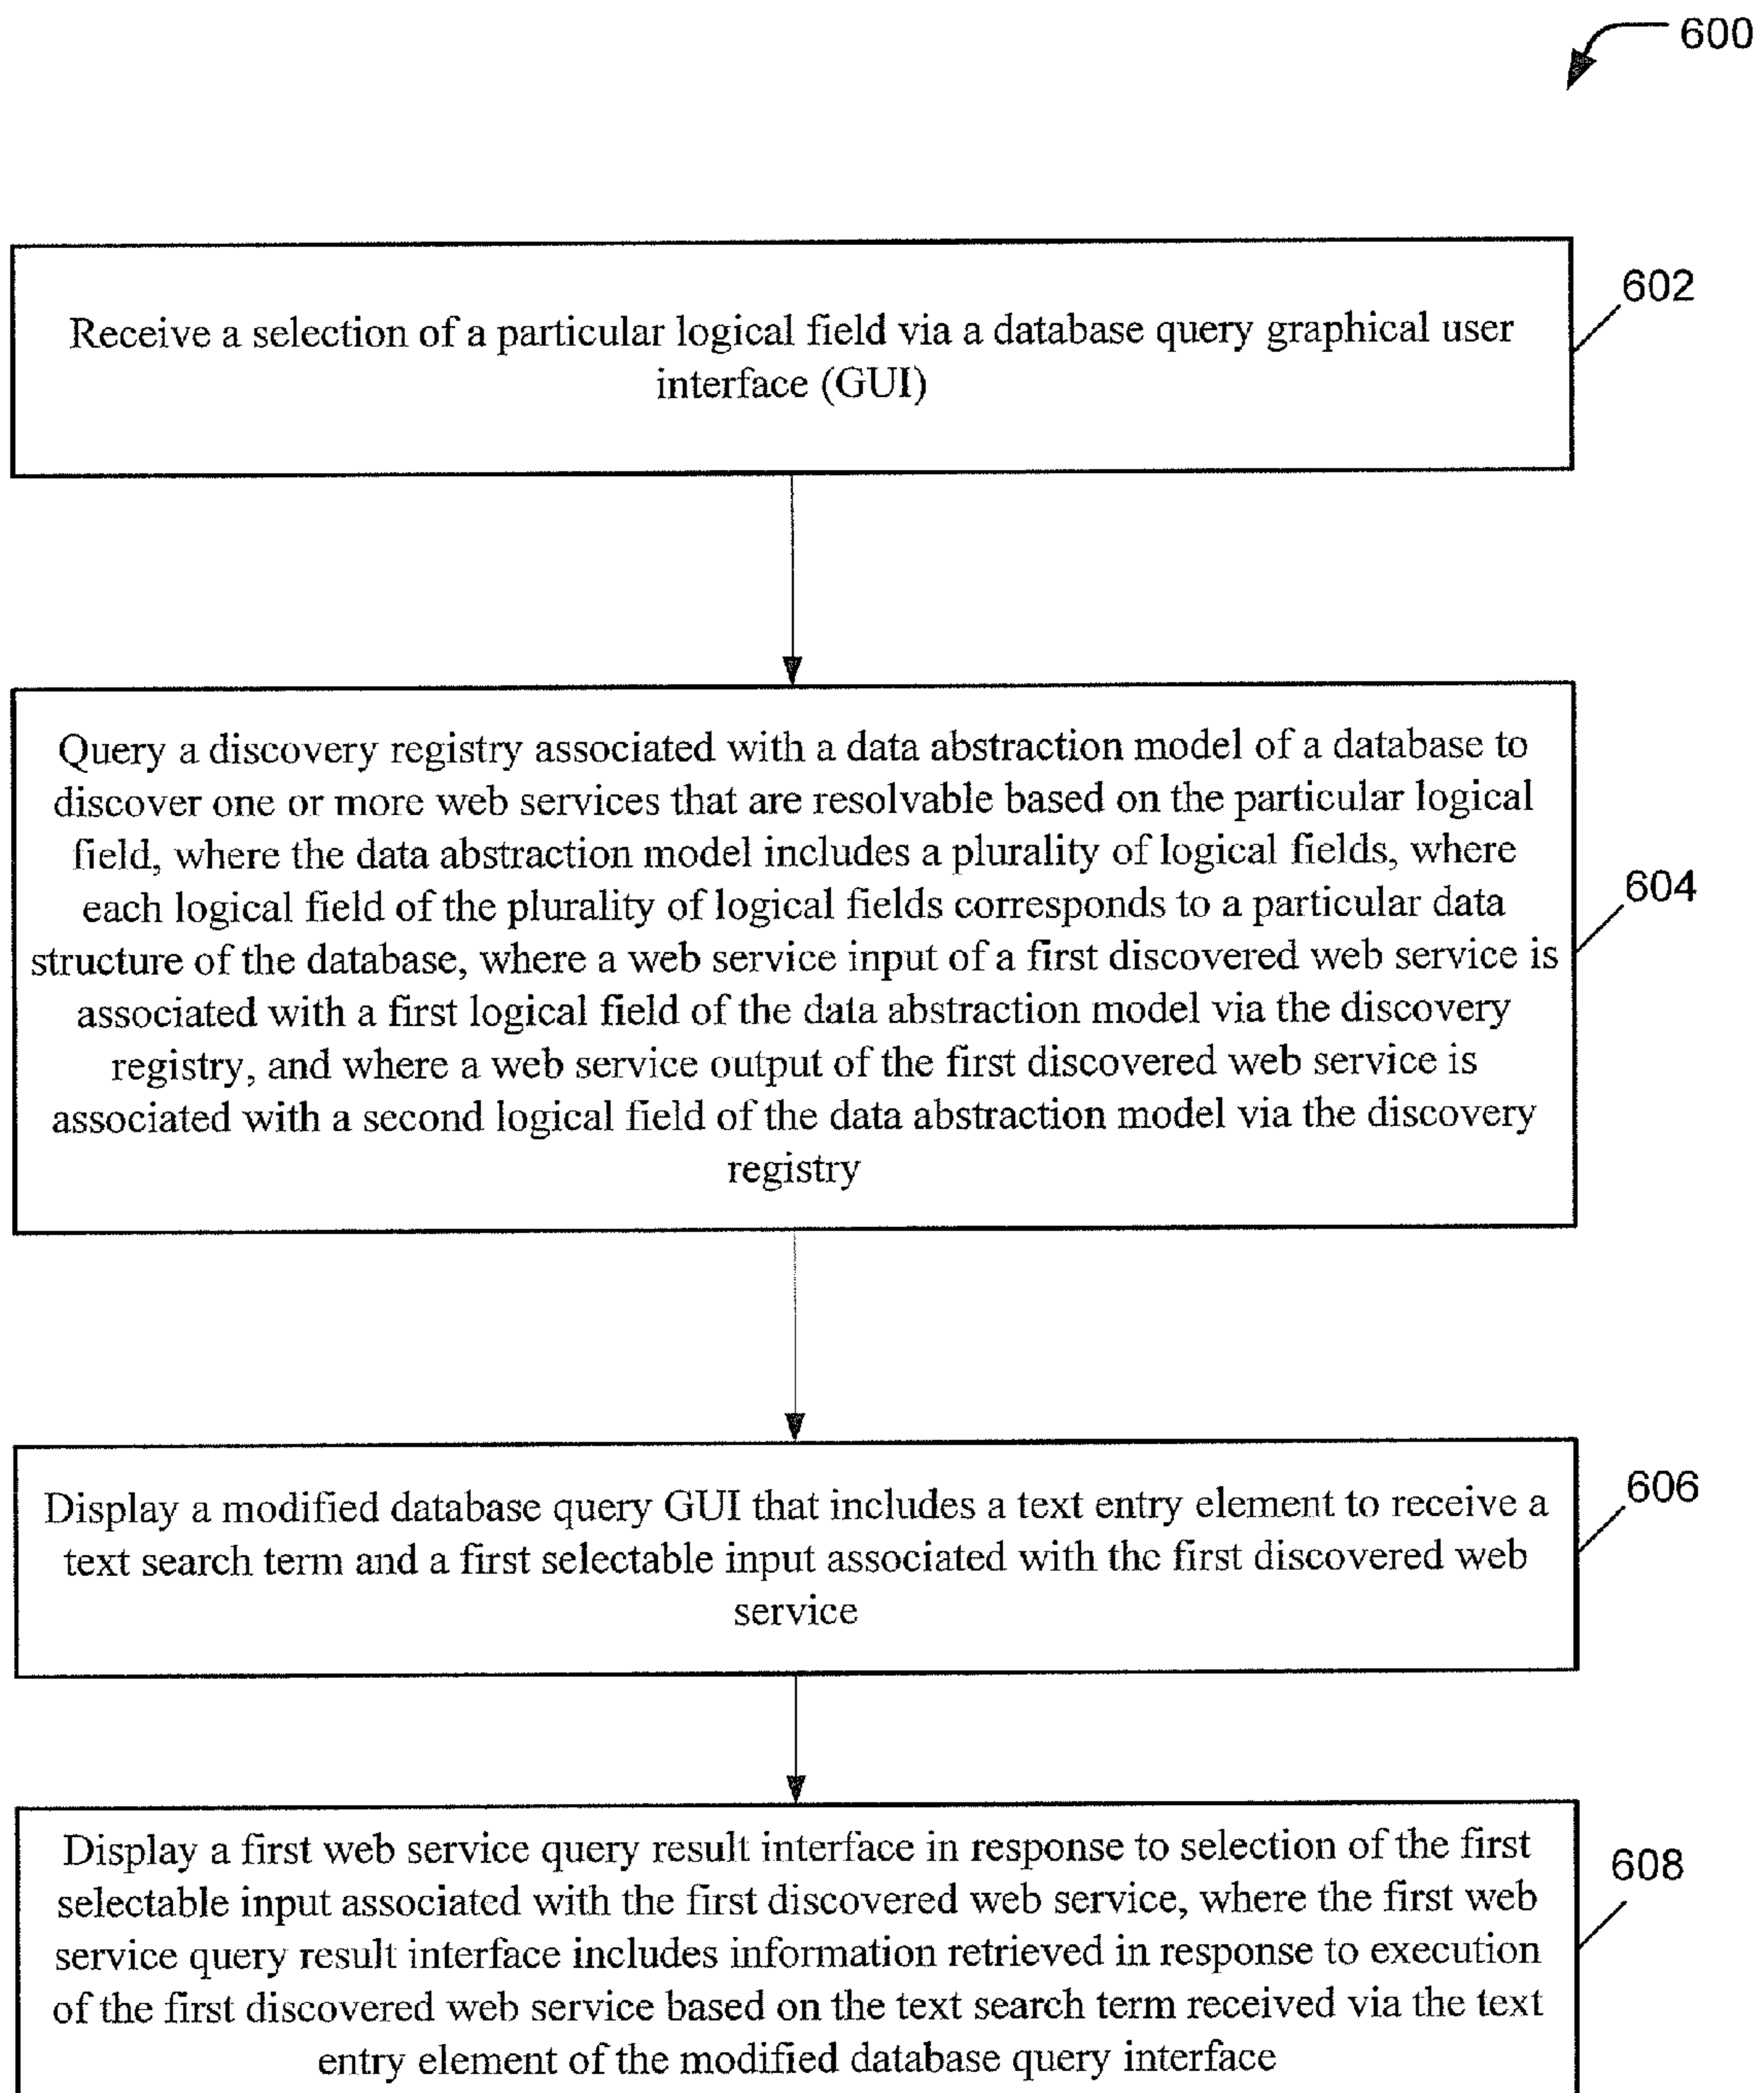 600
Receive a selection of a particular logical field via a database query graphical user
interface (GUI)
602
Query a discovery registry associated with a data abstraction model of a database to
discover one or more web services that are resolvable based on the particular logical
field, where the data abstraction model includes a plurality of logical fields, where
each logical field of the plurality of logical fields corresponds to a particular data
structure of the database, where a web service input of a first discovered web service is
associated with a first logical field of the data abstraction model via the discovery
registry, and where a web service output of the first discovered web service is
associated with a second logical field of the data abstraction model via the discovery
registry
604
Display a modified database query GUI that includes a text entry element to receive a
text search term and a first selectable input associated with the first discovered web
service
606
Display a first web service query result interface in response to selection of the first
selectable input associated with the first discovered web service, where the first web
service query result interface includes information retrieved in response to execution
of the first discovered web service based on the text search term received via the text
entry element of the modified database query interface
608